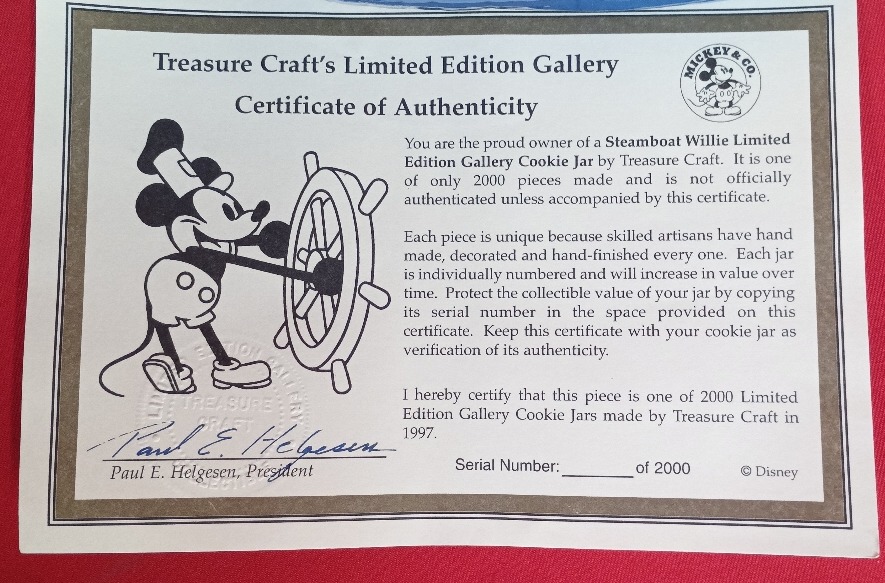 Treasure Craft's Limited Edition Gallery
Certificate of Authenticity
MICKEY & CO.
You are the proud owner of a Steamboat Willie Limited
Edition Gallery Cookie Jar by Treasure Craft. It is one
of only 2000 pieces made and is not officially
authenticated unless accompanied by this certificate.
Each piece is unique because skilled artisans have hand
made, decorated and hand-finished every one. Each jar
is individually numbered and will increase in value over
time. Protect the collectible value of your jar by copying
its serial number in the space provided on this
certificate. Keep this certificate with your cookie jar as
verification of its authenticity.
I hereby certify that this piece is one of 2000 Limited
Edition Gallery Cookie Jars made by Treasure Craft in
1997.
EDITION GALLERY
TREASURE
CRAFT
Paul E. Helgesen
Paul E. Helgesen, President
Serial Number:________ of 2000
© Disney